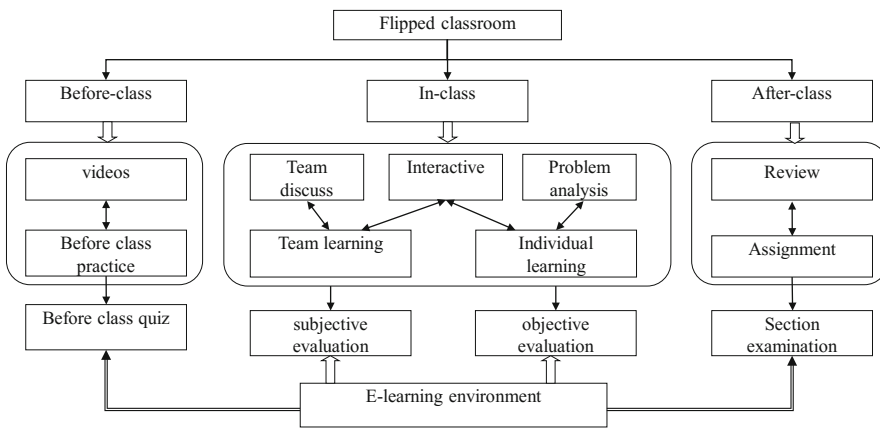 Flipped classroom
Before-class
In-class
After-class
videos
Team
discuss
Interactive
Problem
analysis
Review
Before class
practice
Team learning
Individual
learning
Assignment
Before class quiz
subjective
evaluation
objective
evaluation
Section
examination
E-learning environment